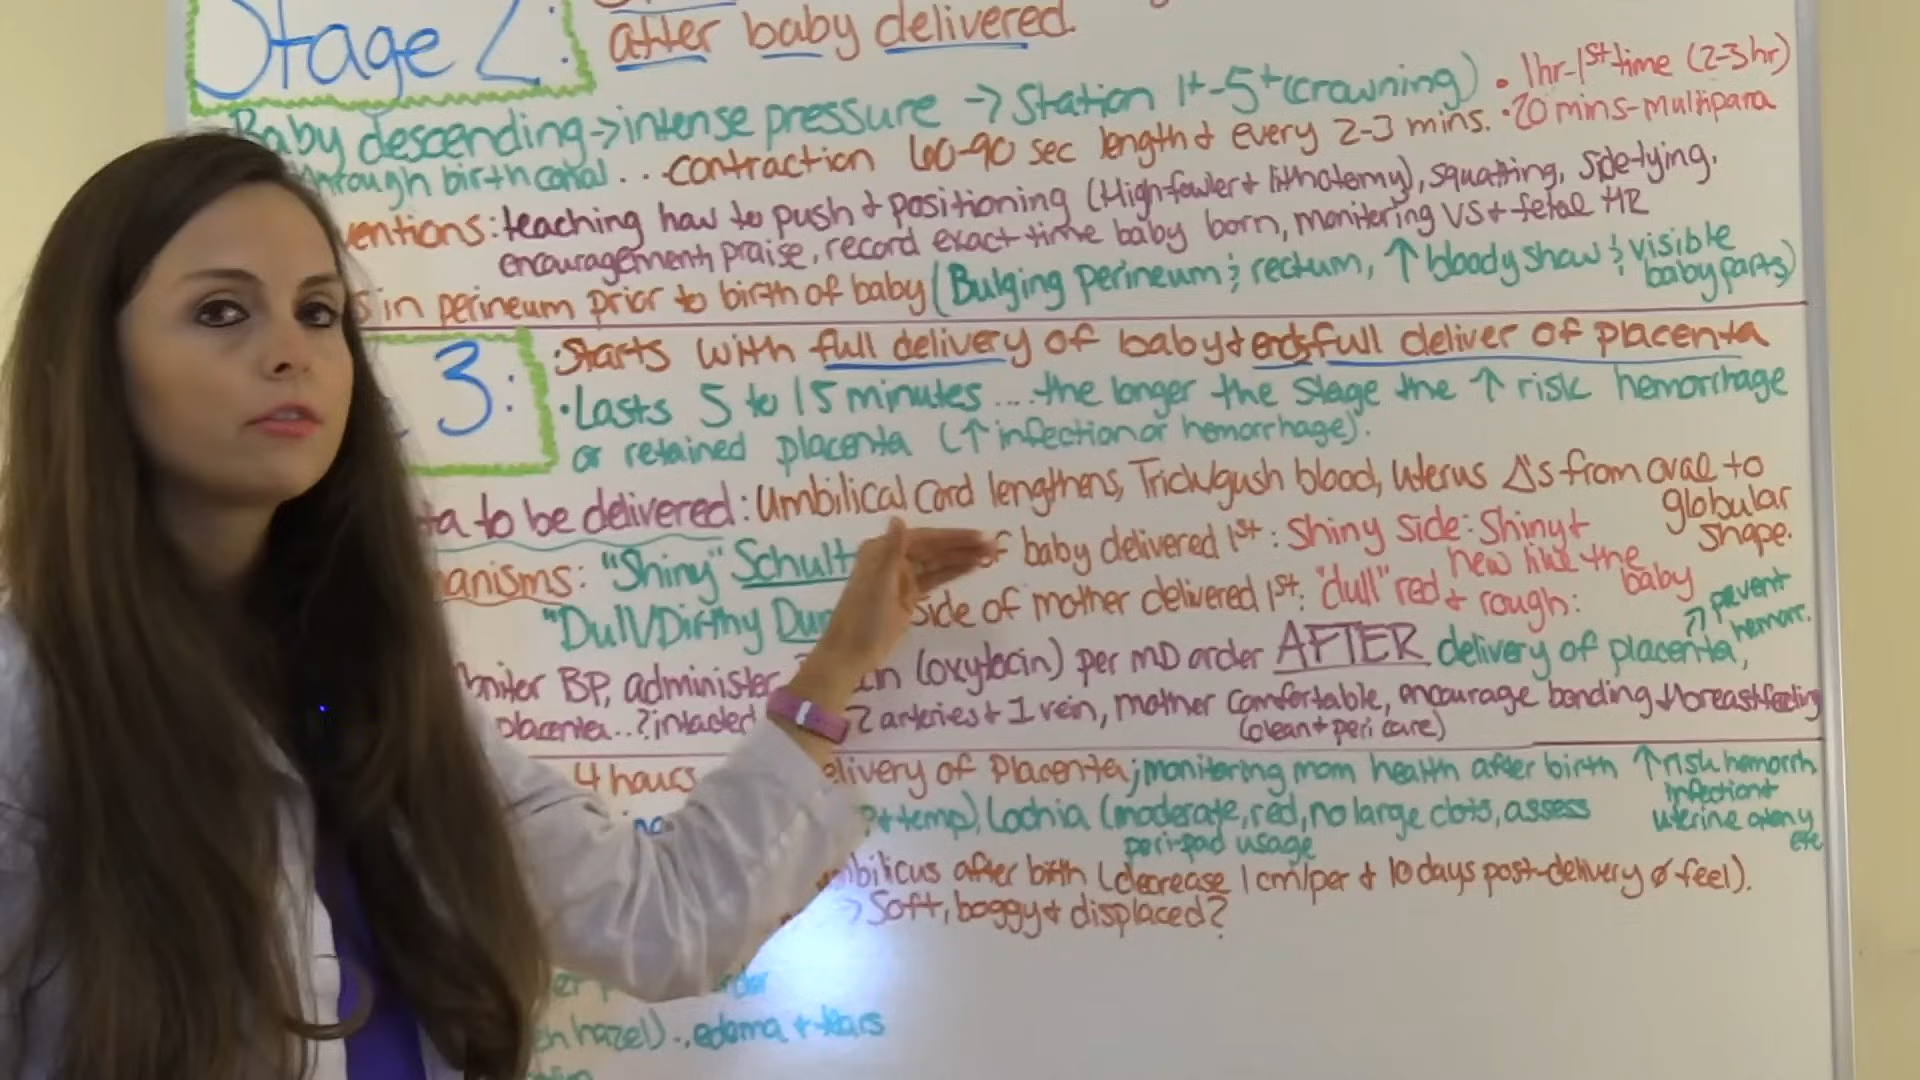 Stage 2:
after baby delivered.
Baby descending → intense pressure → Station 1+-5+ (crowning)
• 1hr-1st time (2-3hr)
through birth canal... contraction 60-90 sec length & every 2-3 mins.
• 20 mins-multipara
entions: teaching how to push & positioning (High fowler & lithotomy), squatting, side-lying,
encouragement praise, record exact time baby born, monitoring VS & fetal HR
s in perineum prior to birth of baby (Bulging perineum & rectum, ↑ bloody show & visible
baby parts)
3:
• Starts with full delivery of baby & ends full deliver of placenta
• Lasts 5 to 15 minutes .... the longer the stage the ↑ risk hemorrhage
or retained placenta (↑ infection or hemorrhage).
ta to be delivered: Umbilical Cord lengthens, Trick/gush blood, Uterus Δ's from oval to
globular
shape.
anisms: "Shiny" Schult
f baby delivered 1st: Shiny side: Shiny &
new like the
baby
"Dull/Dirty" Dun
side of mother delivered 1st: "dull" red & rough:
↗ prevent
hemorr.
oniter BP, administer
in (oxytocin) per MD order AFTER delivery of placenta,
placenta..? intacted
2 arteries & 1 vein, mother comfortable, encourage bonding & breastfeeding
(clean & peri care)
4 hours
elivery of Placenta; monitoring mom health after birth
↑ risk hemorrh
infection &
uterine atony
etc
P & temp), Lochia (moderate, red, no large clots, assess
peri-pad usage
bilicus after birth (decrease 1cm/per & 10 days post-delivery ø feel).
→ Soft, boggy & displaced?
en hazel).., edema & tears